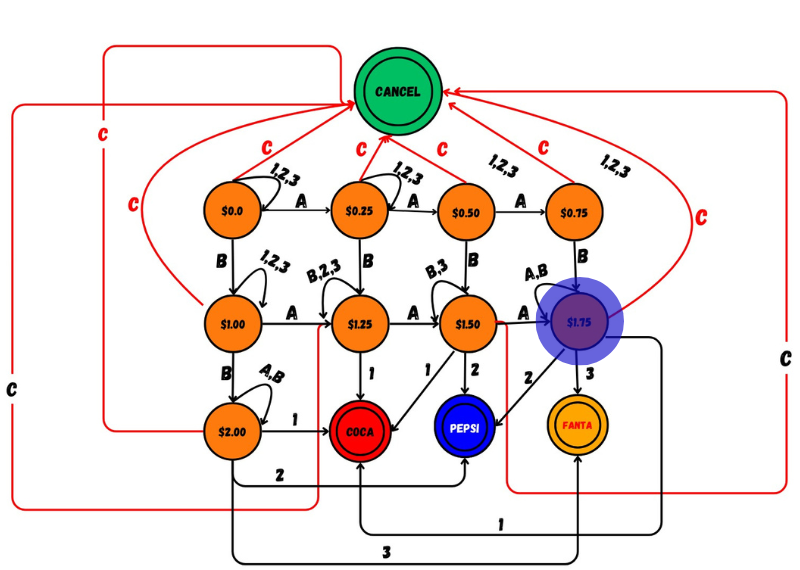 CANCEL
C
C
C
C
C
1,2,3
1,2,3
1,2,3
1,2,3
$0.0
A
$0.25
A
$0.50
A
$0.75
C
C
B
1,2,3
B,2,3
B
B,3
B
A,B
B
$1.00
A
$1.25
A
$1.50
A
$1.75
C
C
B
A,B
1
1
2
2
3
$2.00
1
COCA
PEPSI
FANTA
2
1
3